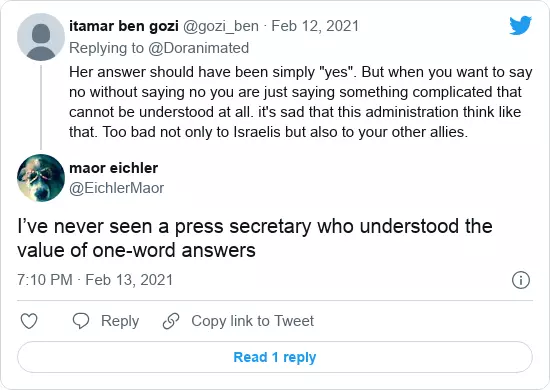 itamar ben gozi @gozi_ben · Feb 12, 2021
Replying to @Doranimated
Her answer should have been simply "yes". But when you want to say
no without saying no you are just saying something complicated that
cannot be understood at all. it's sad that this administration think like
that. Too bad not only to Israelis but also to your other allies.
maor eichler
@EichlerMaor
I’ve never seen a press secretary who understood the
value of one-word answers
7:10 PM · Feb 13, 2021
Reply
Copy link to Tweet
Read 1 reply